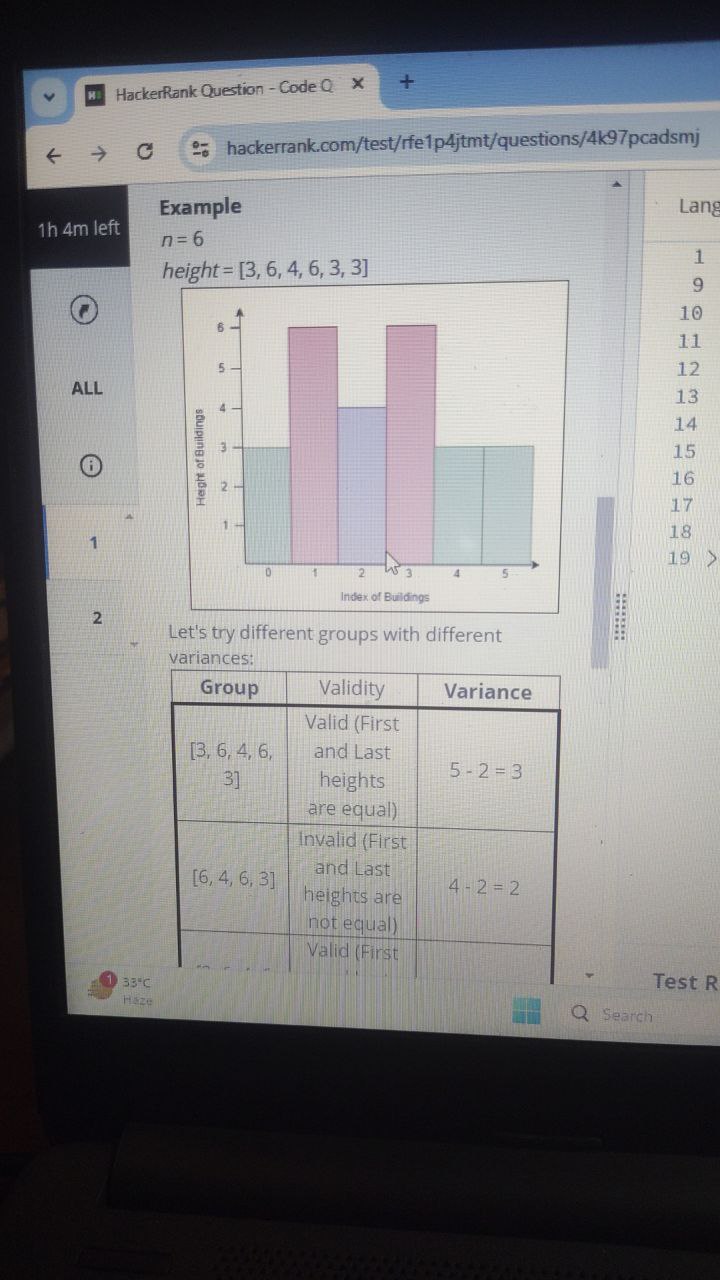 HackerRank Question - Code Q
hackerrank.com/test/rfe1p4jtmt/questions/4k97pcadsmj
1h 4m left
ALL
1
2
Example
n = 6
height = [3, 6, 4, 6, 3, 3]
Height of Buildings
6
5
4
3
2
1
0 1 2 3 4 5
Index of Buildings
Let's try different groups with different
variances:
Group Validity Variance
[3, 6, 4, 6,
3]
Valid (First
and Last
heights
are equal)
5 - 2 = 3
[6, 4, 6, 3]
Invalid (First
and Last
heights are
not equal)
4 - 2 = 2
Valid (First
Lang
1
9
10
11
12
13
14
15
16
17
18
19
Test R
1
33°C
Haze
Search